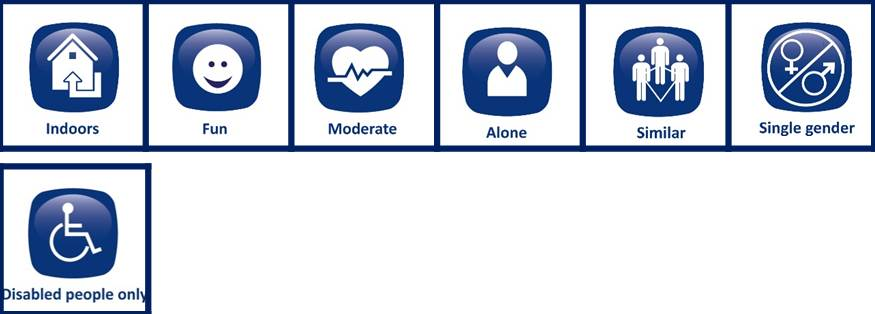 Indoors
Fun
Moderate
Alone
Similar
Single gender
Disabled people only